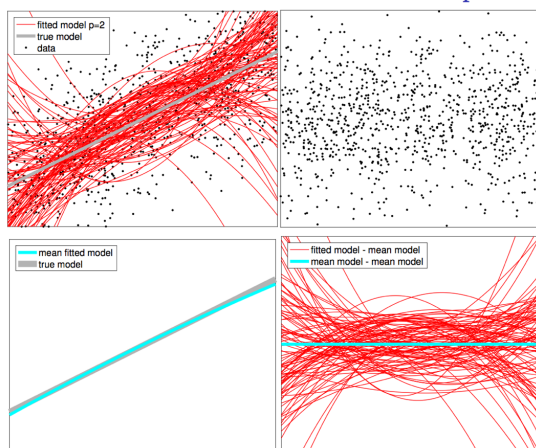 fitted model p=2
true model
data
mean fitted model
true model
fitted model - mean model
mean model - mean model